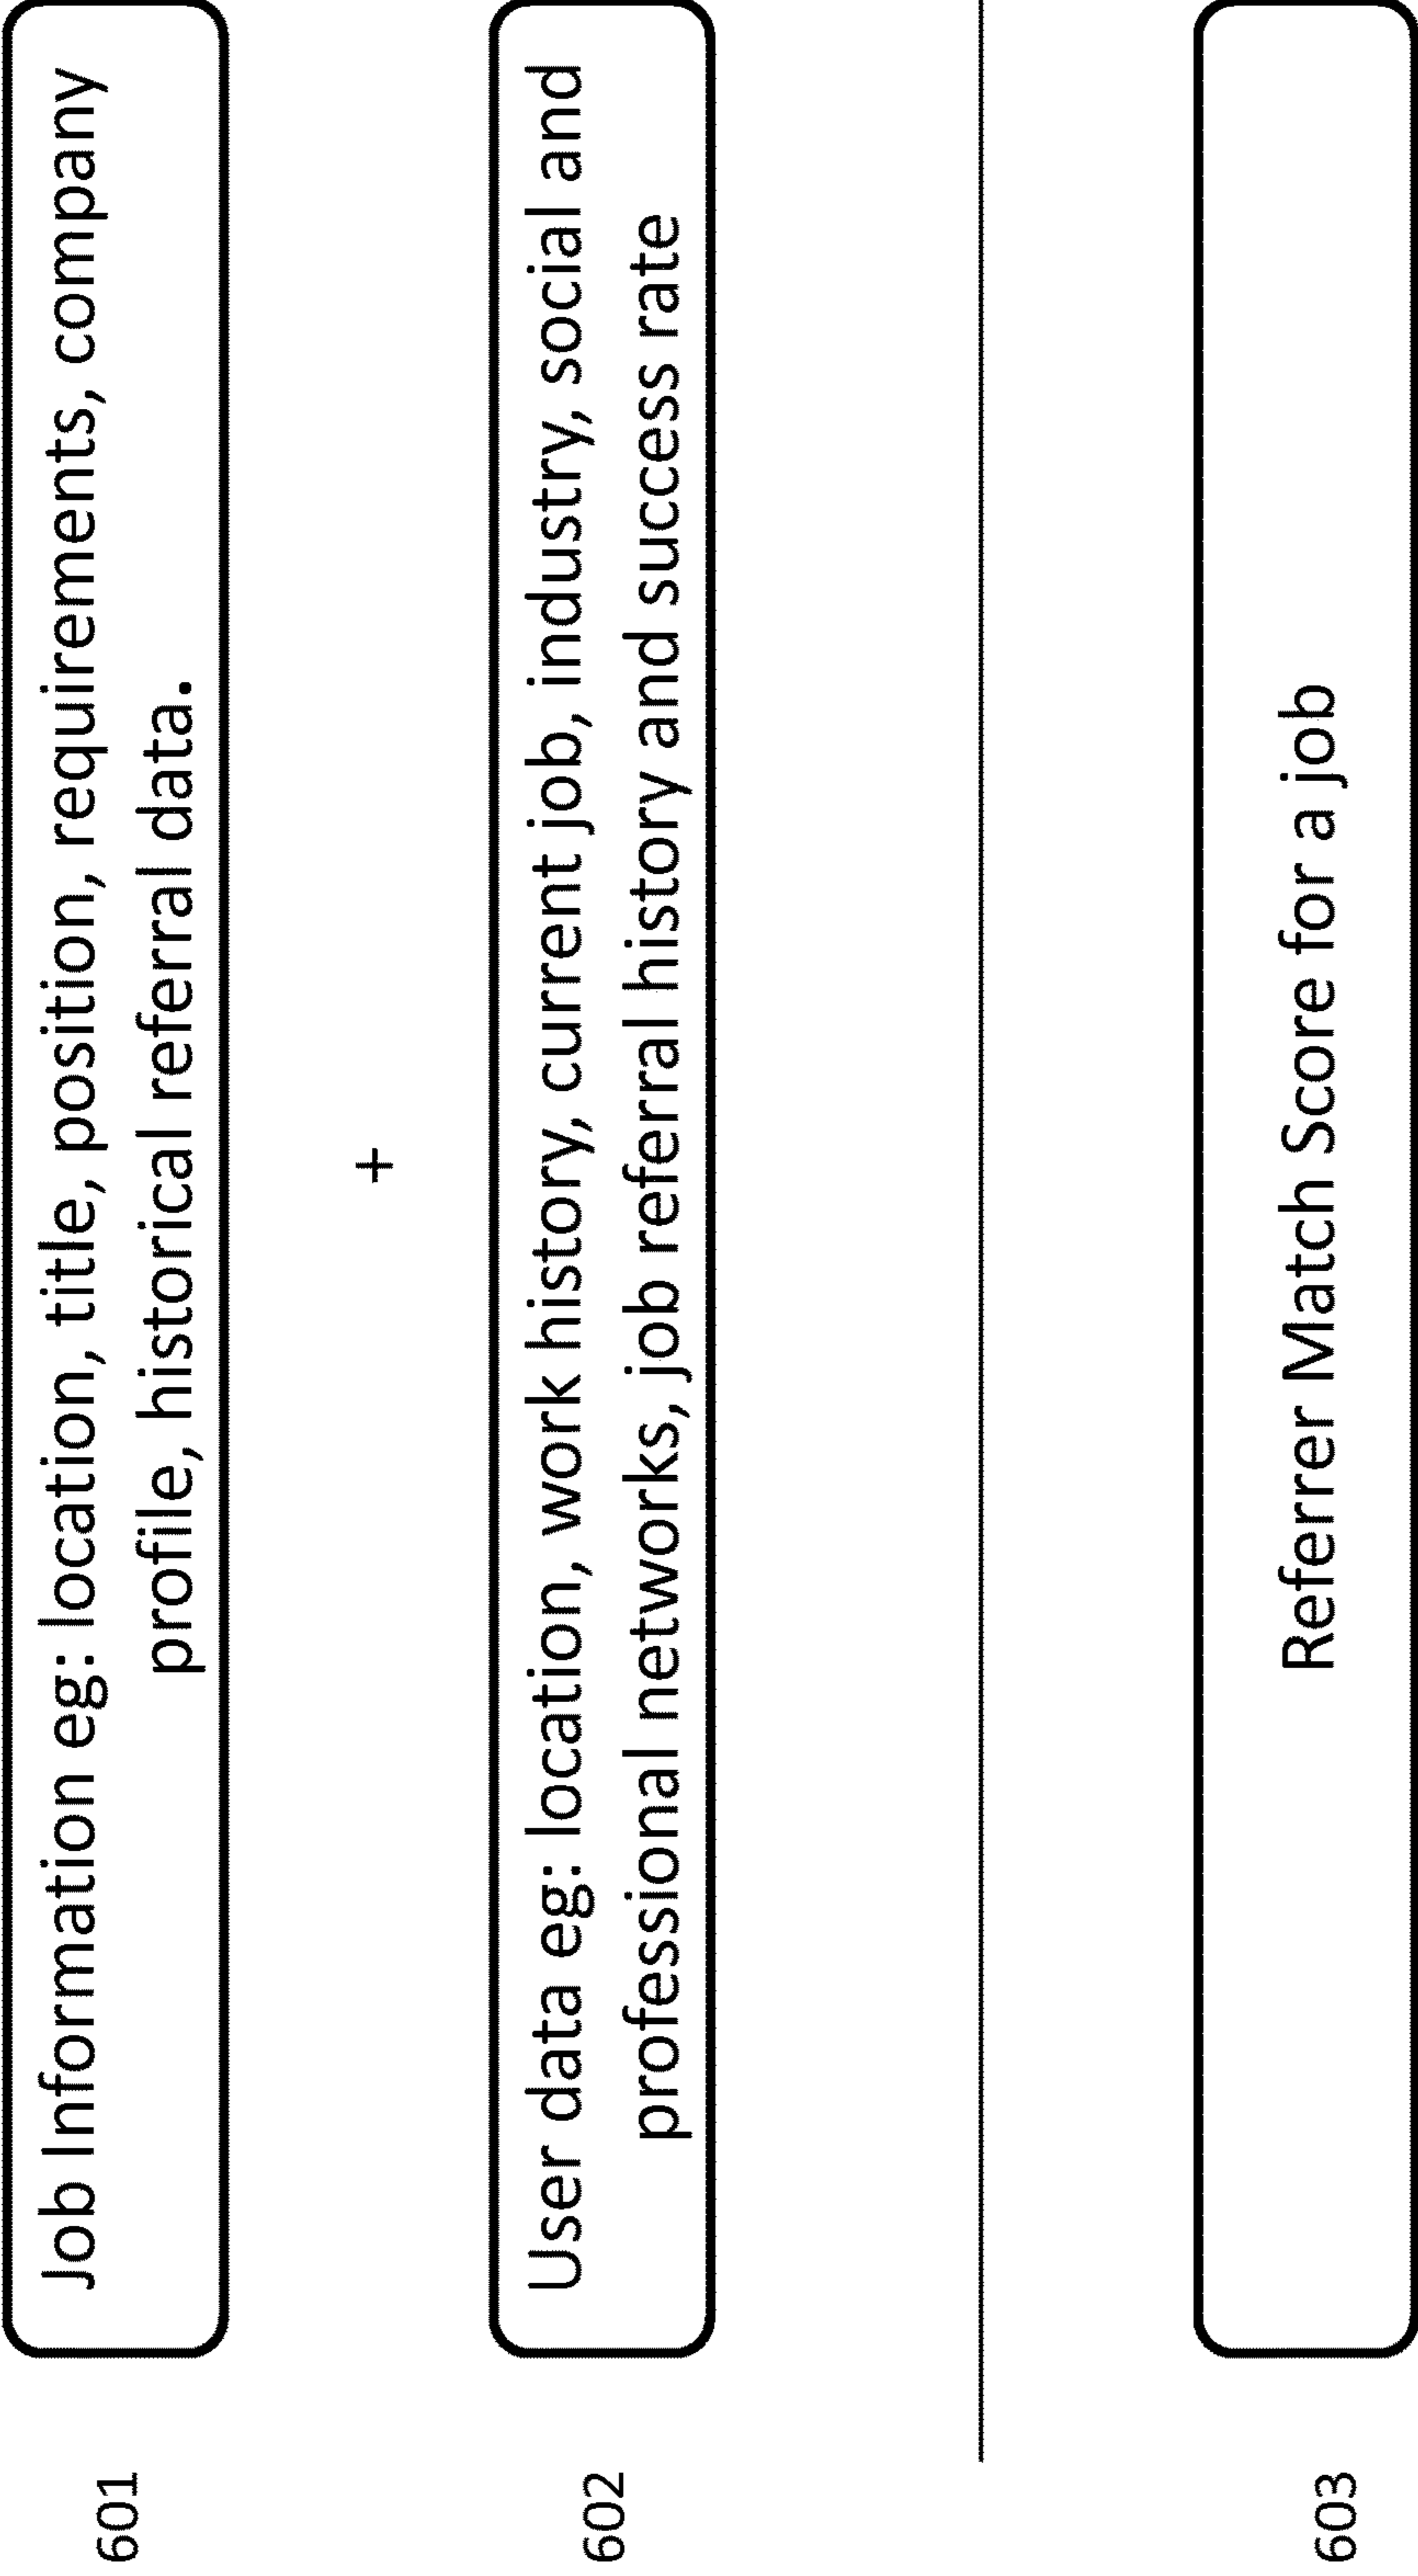 601
Job Information eg: location, title, position, requirements, company
profile, historical referral data.
+
602
User data eg: location, work history, current job, industry, social and
professional networks, job referral history and success rate
603
Referrer Match Score for a job